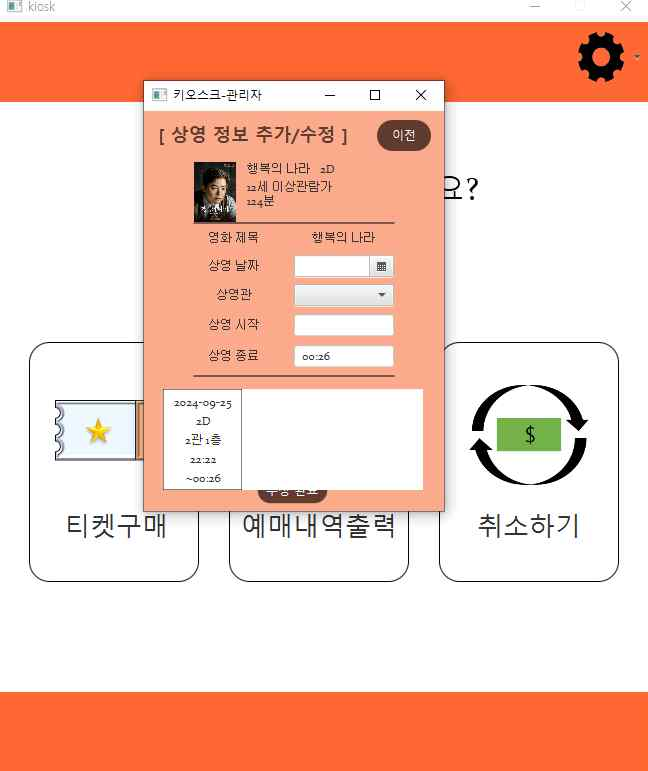 kiosk
키오스크-관리자
[ 상영 정보 추가/수정 ]
이전
행복의 나라 2D
12세 이상관람가
124분
요?
영화 제목 행복의 나라
상영 날짜
상영관
상영 시작
상영 종료 00:26
2024-09-25
2D
2관 1층
22:22
~00:26
수정 완료
$
티켓구매
예매내역출력
취소하기